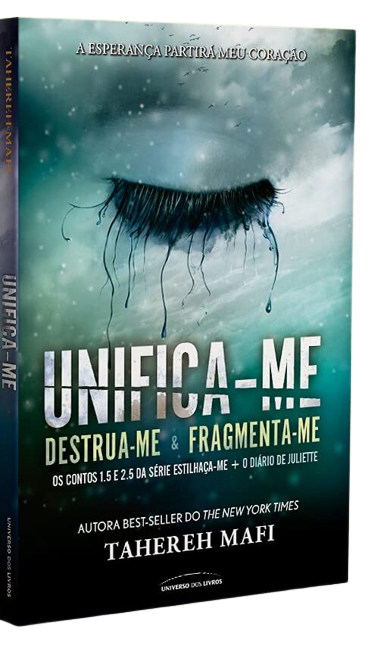 A ESPERANÇA PARTIRÁ MEU CORAÇÃO
UNIFICA-ME
DESTRUA-ME & FRAGMENTA-ME
OS CONTOS 1.5 E 2.5 DA SÉRIE ESTILHAÇA-ME + O DIÁRIO DE JULIETTE
AUTORA BEST-SELLER DO THE NEW YORK TIMES
TAHEREH MAFI
UNIVERSO DOS LIVROS
TAHEREH MAFI
UNIFICA-ME
UNIVERSO DOS LIVROS